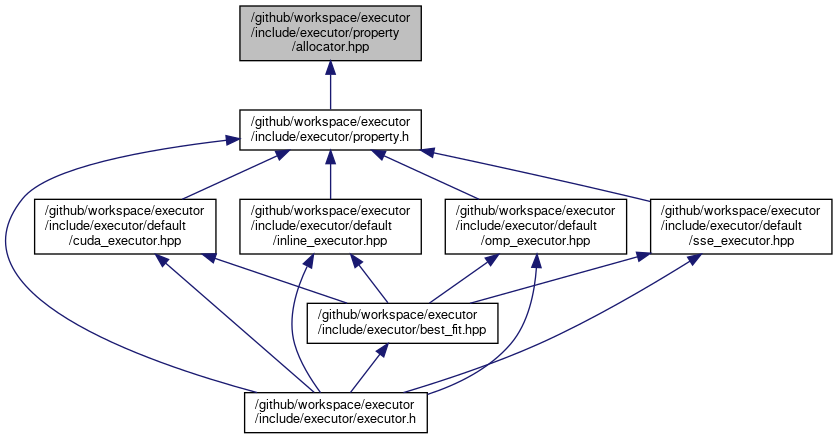 /github/workspace/executor
/include/executor/property
/allocator.hpp
/github/workspace/executor
/include/executor/property.h
/github/workspace/executor
/include/executor/default
/cuda_executor.hpp
/github/workspace/executor
/include/executor/default
/inline_executor.hpp
/github/workspace/executor
/include/executor/default
/omp_executor.hpp
/github/workspace/executor
/include/executor/default
/sse_executor.hpp
/github/workspace/executor
/include/executor/best_fit.hpp
/github/workspace/executor
/include/executor/executor.h